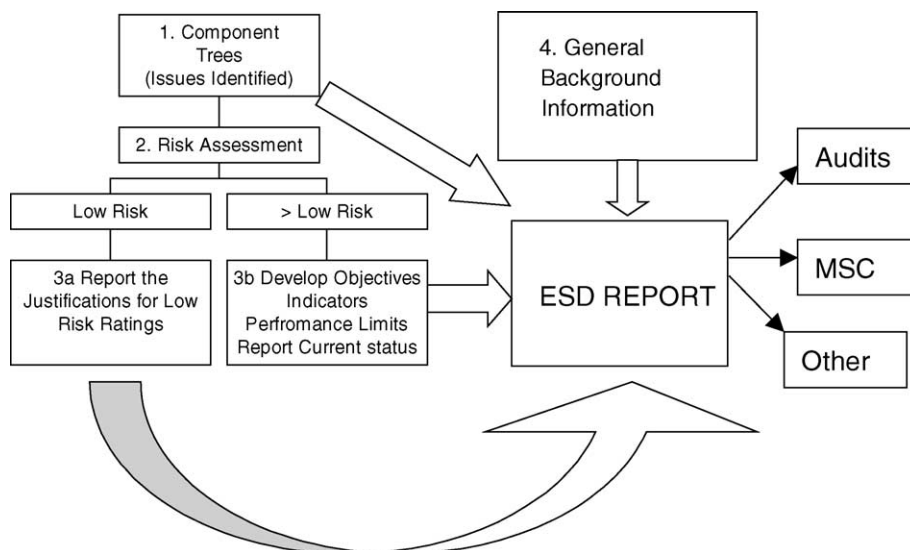 1. Component
Trees
(Issues Identified)
4. General
Background
Information
2. Risk Assessment
Low Risk
> Low Risk
3a Report the
Justifications for Low
Risk Ratings
3b Develop Objectives
Indicators
Perfromance Limits
Report Current status
ESD REPORT
Audits
MSC
Other